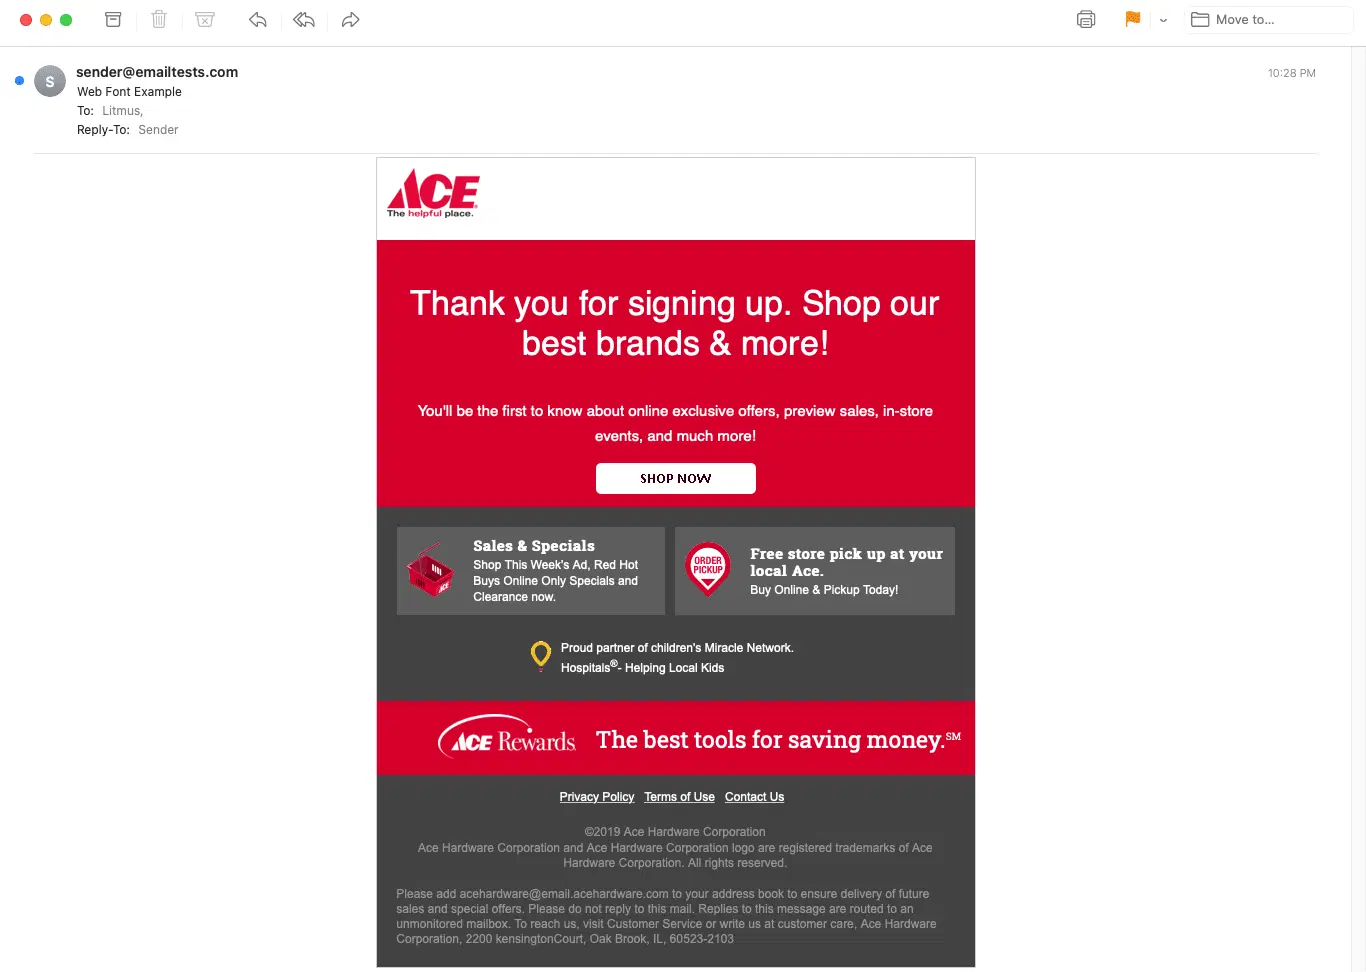 Move to...
S
sender@emailtests.com
10:28 PM
Web Font Example
To: Litmus,
Reply-To: Sender
ACE
The helpful place.
Thank you for signing up. Shop our
best brands & more!
You'll be the first to know about online exclusive offers, preview sales, in-store
events, and much more!
SHOP NOW
Sales & Specials
Shop This Week's Ad, Red Hot
Buys Online Only Specials and
Clearance now.
ACE
ORDER
PICKUP
Free store pick up at your
local Ace.
Buy Online & Pickup Today!
Proud partner of children's Miracle Network.
Hospitals®- Helping Local Kids
ACE Rewards
The best tools for saving money.℠
Privacy Policy Terms of Use Contact Us
©2019 Ace Hardware Corporation
Ace Hardware Corporation and Ace Hardware Corporation logo are registered trademarks of Ace
Hardware Corporation. All rights reserved.
Please add acehardware@email.acehardware.com to your address book to ensure delivery of future
sales and special offers. Please do not reply to this mail. Replies to this message are routed to an
unmonitored mailbox. To reach us, visit Customer Service or write us at customer care, Ace Hardware
Corporation, 2200 kensingtonCourt, Oak Brook, IL, 60523-2103